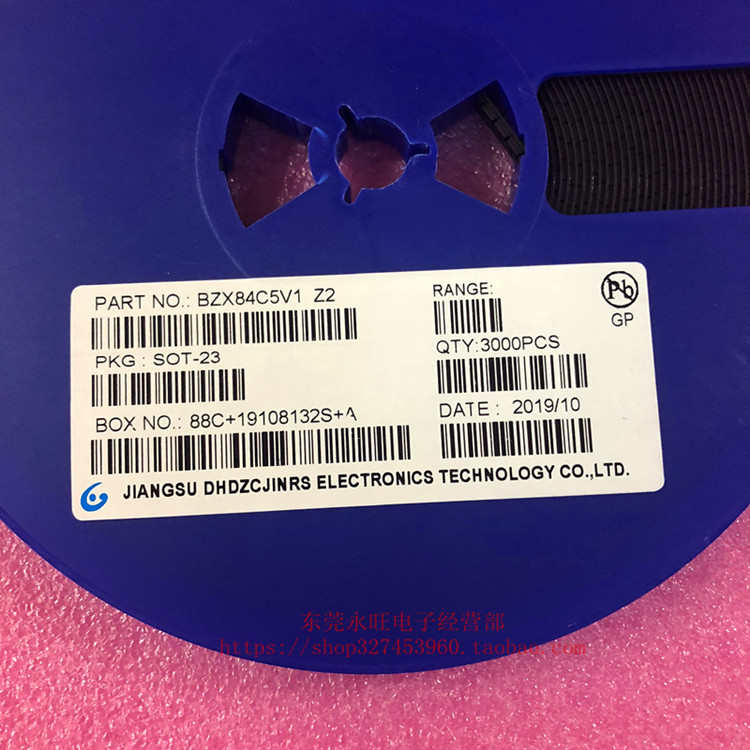 PART NO.: BZX84C5V1 Z2
RANGE:
Pb
GP
PKG : SOT-23
QTY:3000PCS
BOX NO.: 88C+19108132S+A
DATE : 2019/10
JIANGSU DHDZCJINRS ELECTRONICS TECHNOLOGY CO.,LTD.
东莞永旺电子经营部
https://shop327453960.taobao.com